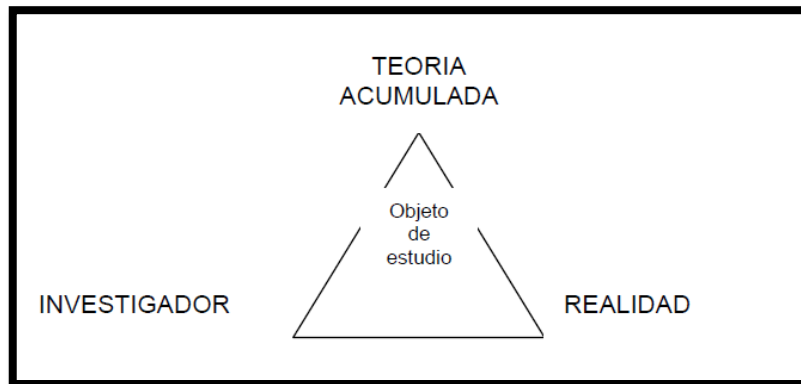 TEORIA
ACUMULADA
Objeto
de
estudio
INVESTIGADOR
REALIDAD